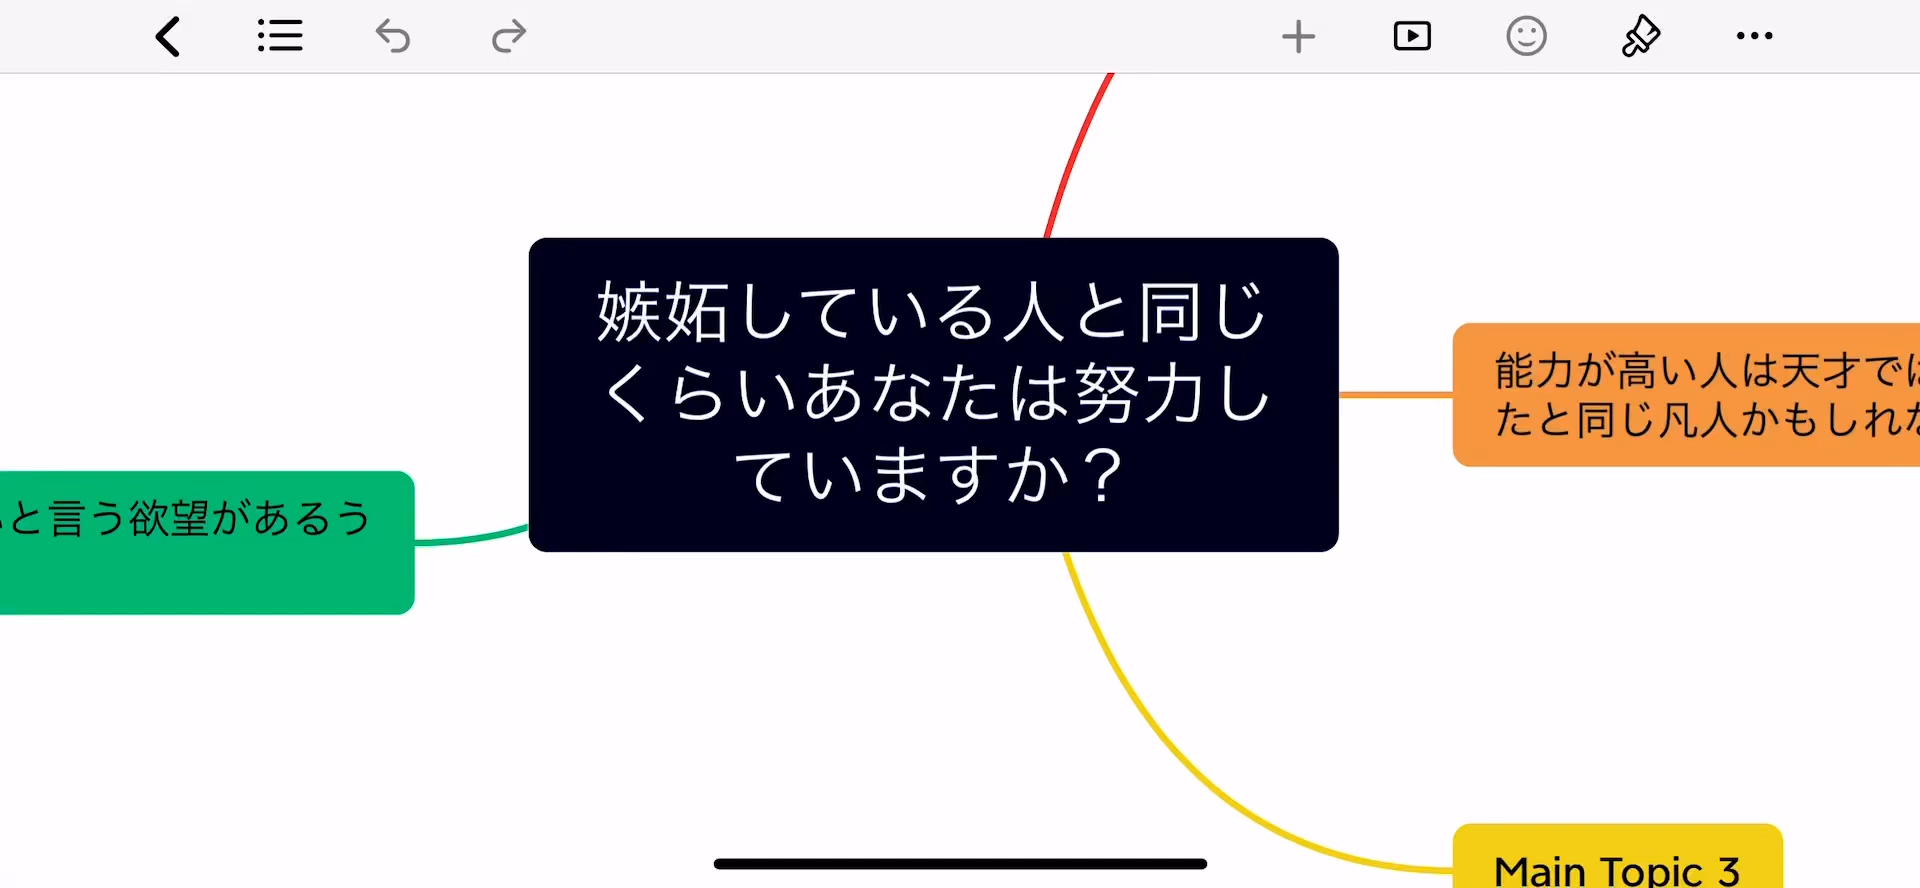 嫉妬している人と同じ
くらいあなたは努力し
ていますか？
能力が高い人は天才で
たと同じ凡人かもしれ
と言う欲望があるう
Main Topic 3